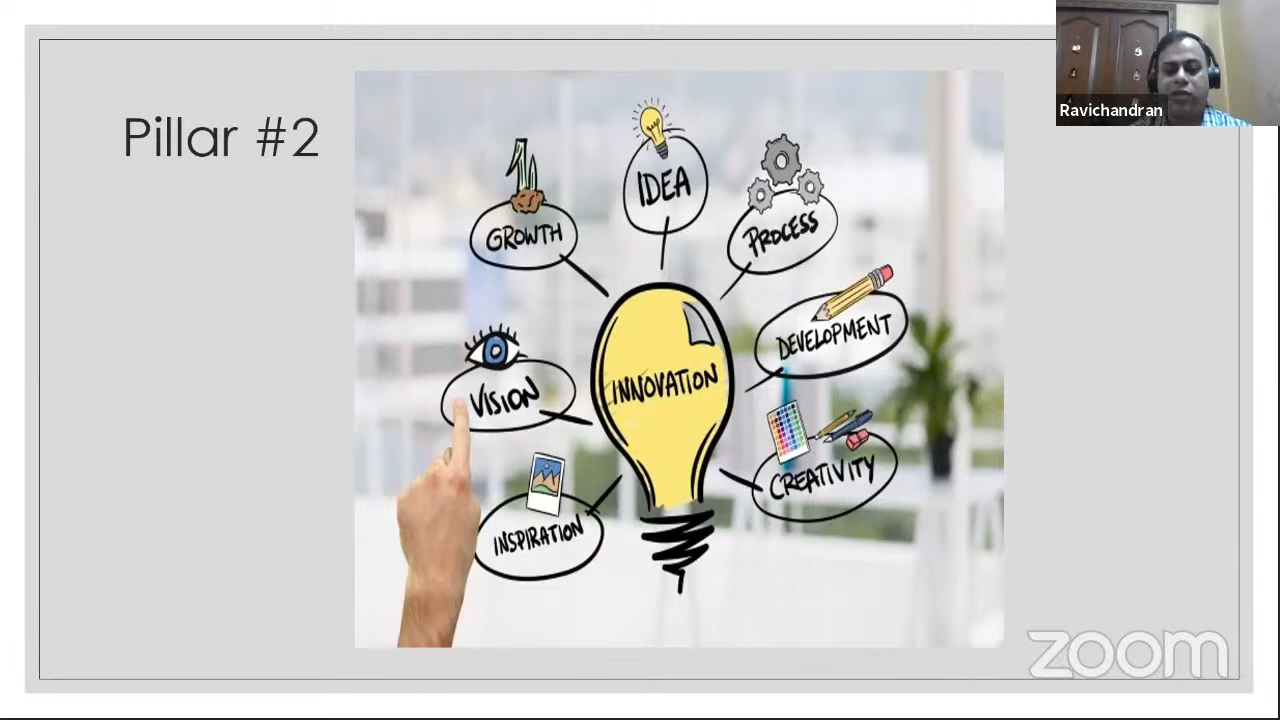 Pillar #2
Ravichandran
IDEA
GROWTH
PROCESS
DEVELOPMENT
INNOVATION
VISION
CREATIVITY
INSPIRATION
zoom